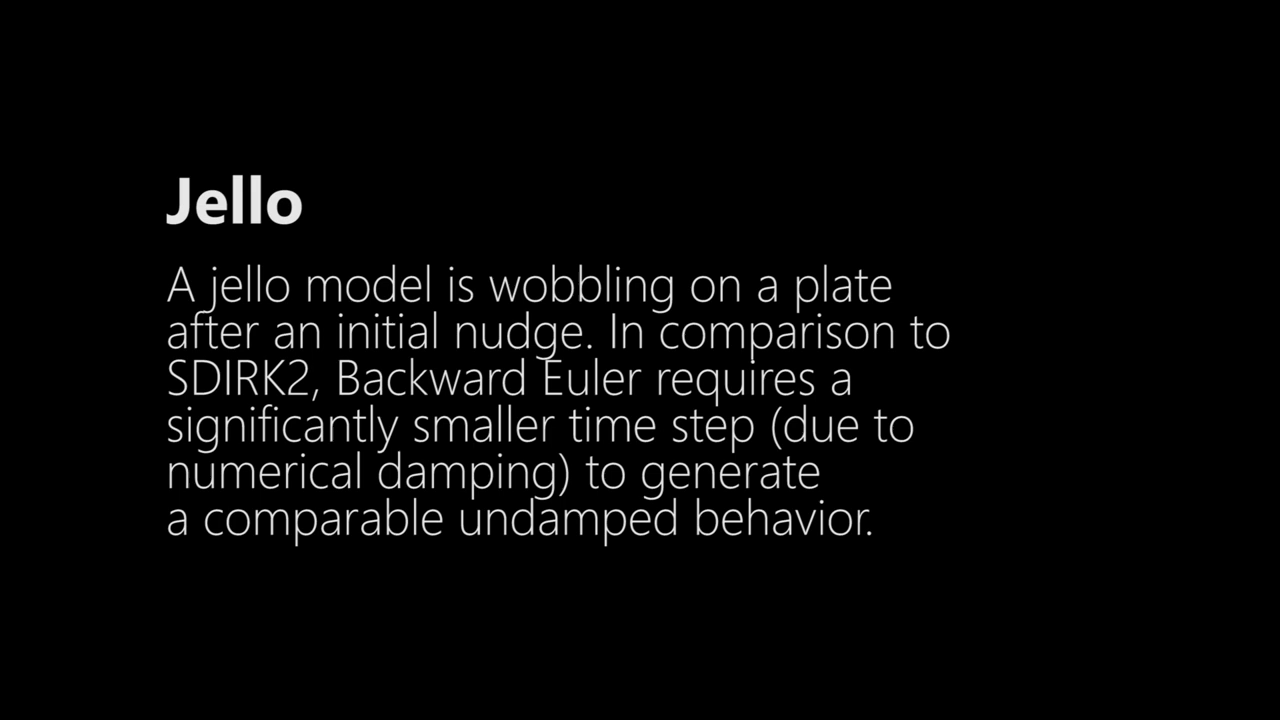 Jello
A jello model is wobbling on a plate
after an initial nudge. In comparison to
SDIRK2, Backward Euler requires a
significantly smaller time step (due to
numerical damping) to generate
a comparable undamped behavior.